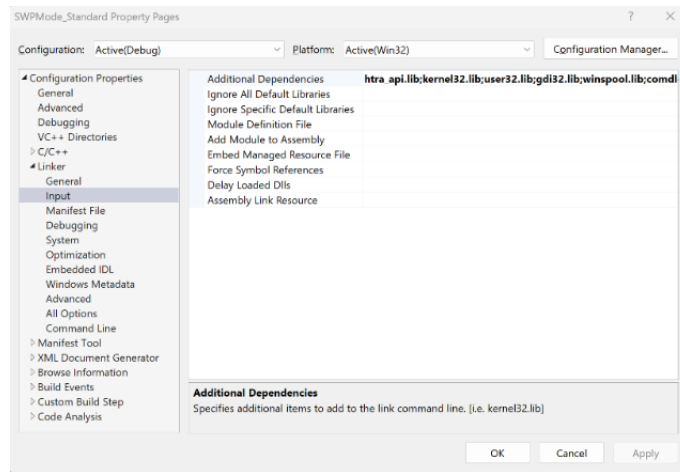 SWPMode_Standard Property Pages ? ×
Configuration: Active(Debug) Platform: Active(Win32) Configuration Manager...
Configuration Properties
General
Advanced
Debugging
VC++ Directories
C/C++
Linker
General
Input
Manifest File
Debugging
System
Optimization
Embedded IDL
Windows Metadata
Advanced
All Options
Command Line
Manifest Tool
XML Document Generator
Browse Information
Build Events
Custom Build Step
Code Analysis
Additional Dependencies htra_api.lib;kernel32.lib;user32.lib;gdi32.lib;winspool.lib;comdl
Ignore All Default Libraries
Ignore Specific Default Libraries
Module Definition File
Add Module to Assembly
Embed Managed Resource File
Force Symbol References
Delay Loaded Dlls
Assembly Link Resource
Additional Dependencies
Specifies additional items to add to the link command line. [i.e. kernel32.lib]
OK Cancel Apply